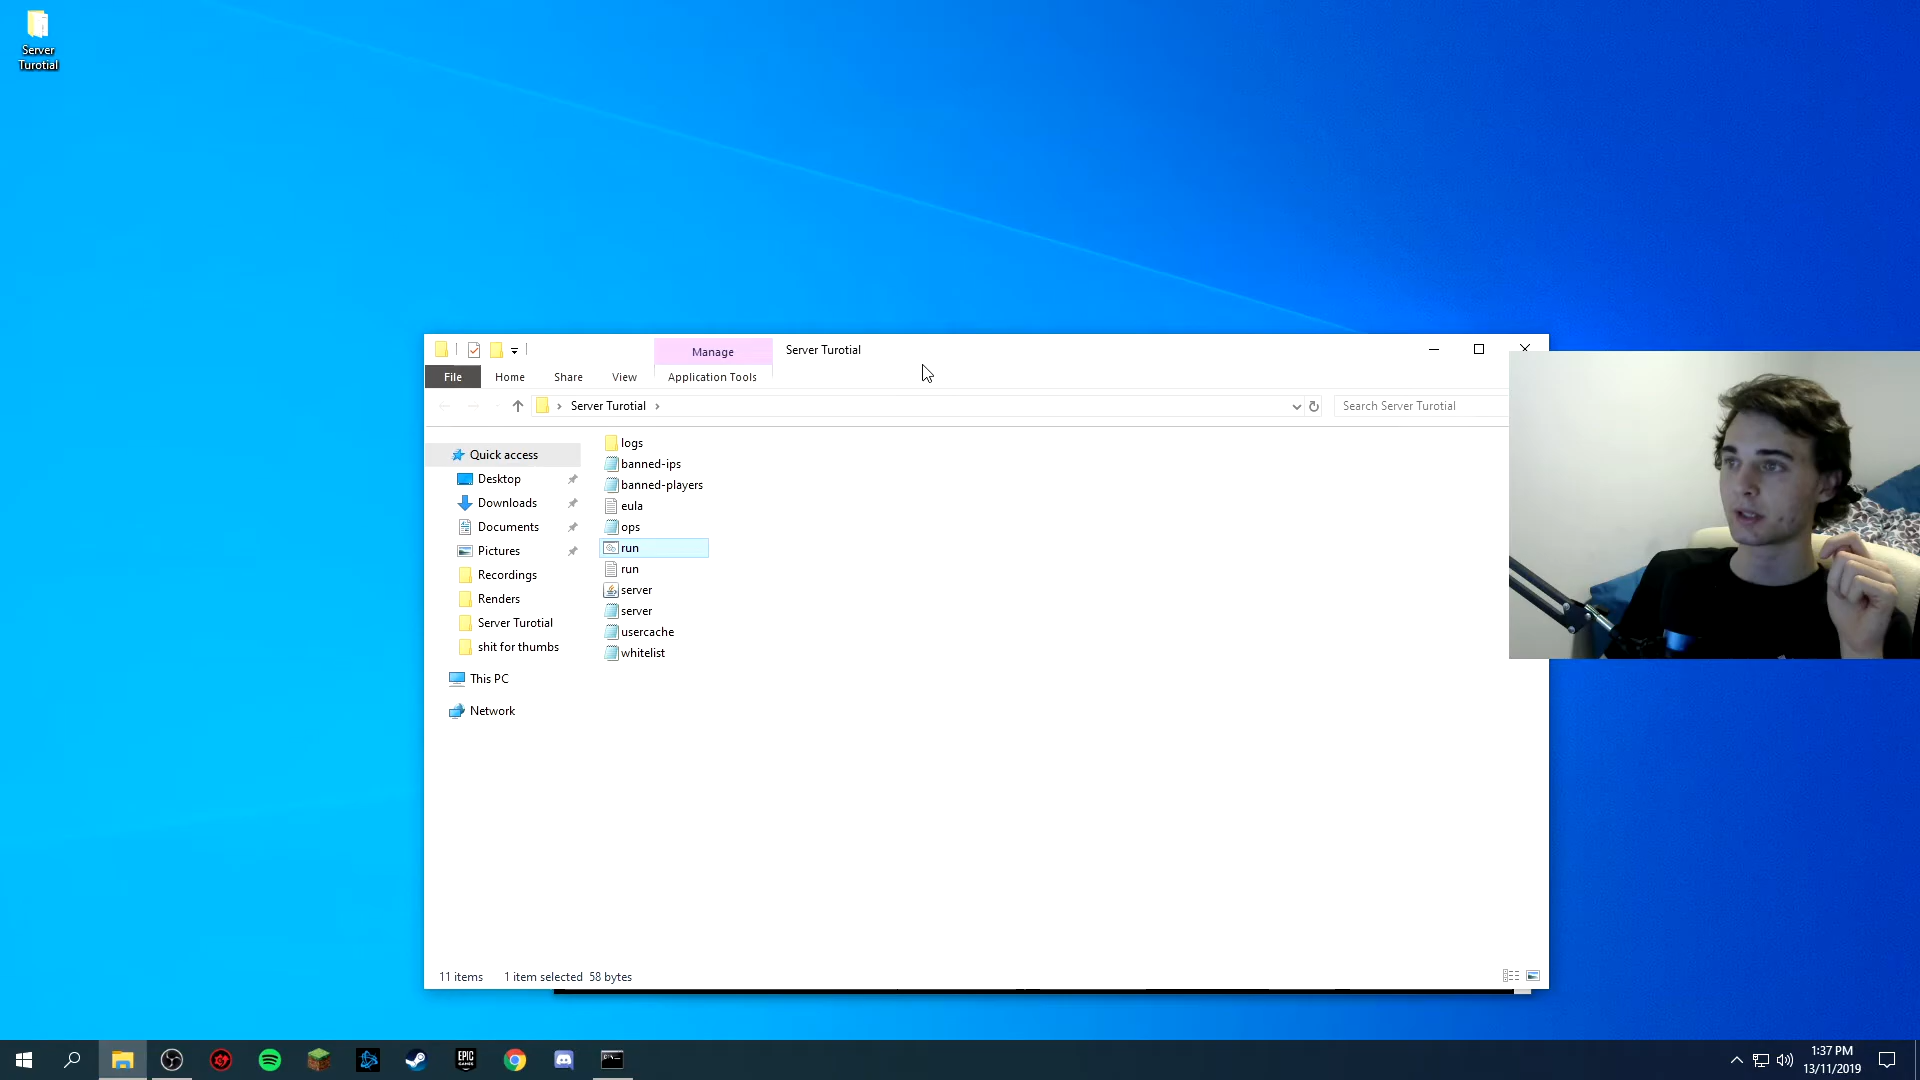 Server
Turotial
Manage
Server Turotial
File
Home
Share
View
Application Tools
Server Turotial
Search Server Turotial
Quick access
Desktop
Downloads
Documents
Pictures
Recordings
Renders
Server Turotial
shit for thumbs
This PC
Network
logs
banned-ips
banned-players
eula
ops
run
run
server
server
usercache
whitelist
11 items
1 item selected 58 bytes
EPIC
GAMES
1:37 PM
13/11/2019